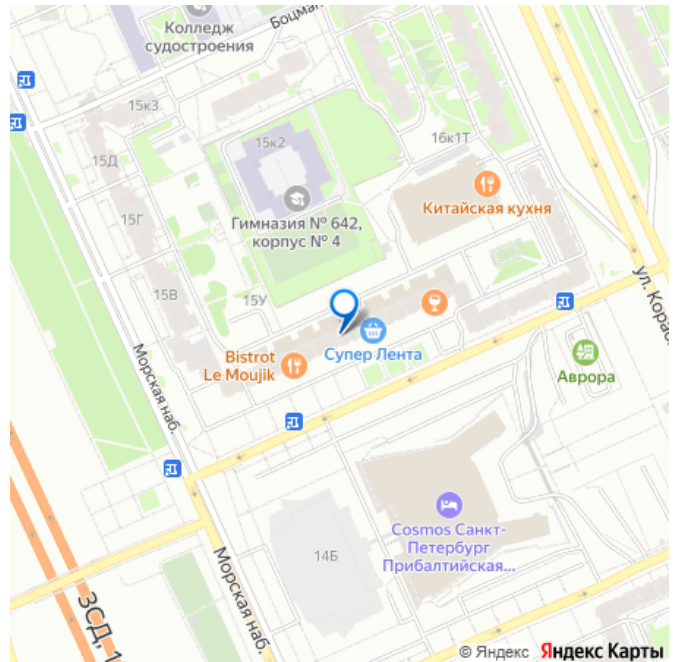 Колледж
судостроения
Боцма
15к3
15к2
16к1Т
15Д
Китайская кухня
15Г
Гимназия № 642,
корпус № 4
15В
15У
ул. Кораб
Супер Лента
Bistrot
Le Moujik
Аврора
Морская наб.
Cosmos Санкт-
Петербург
Прибалтийская...
14Б
Морская наб.
ЗСД, 1
© Яндекс Яндекс Карты